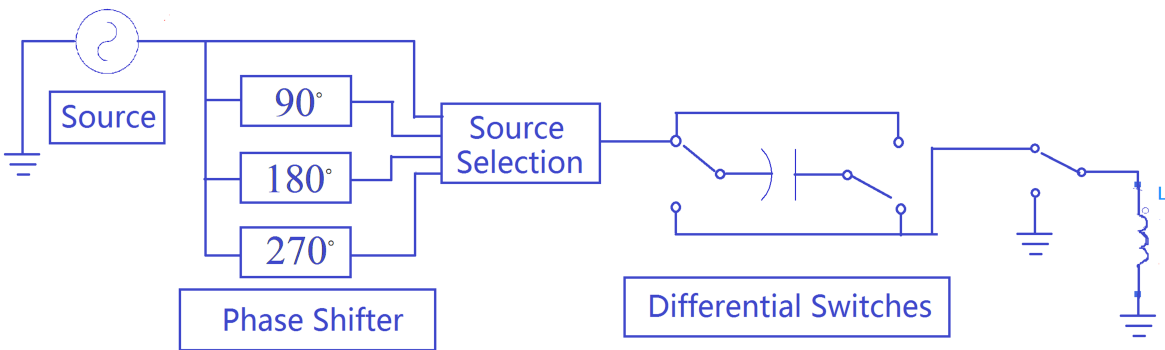 Source
90°
180°
270°
Source
Selection
Phase Shifter
Differential Switches
L